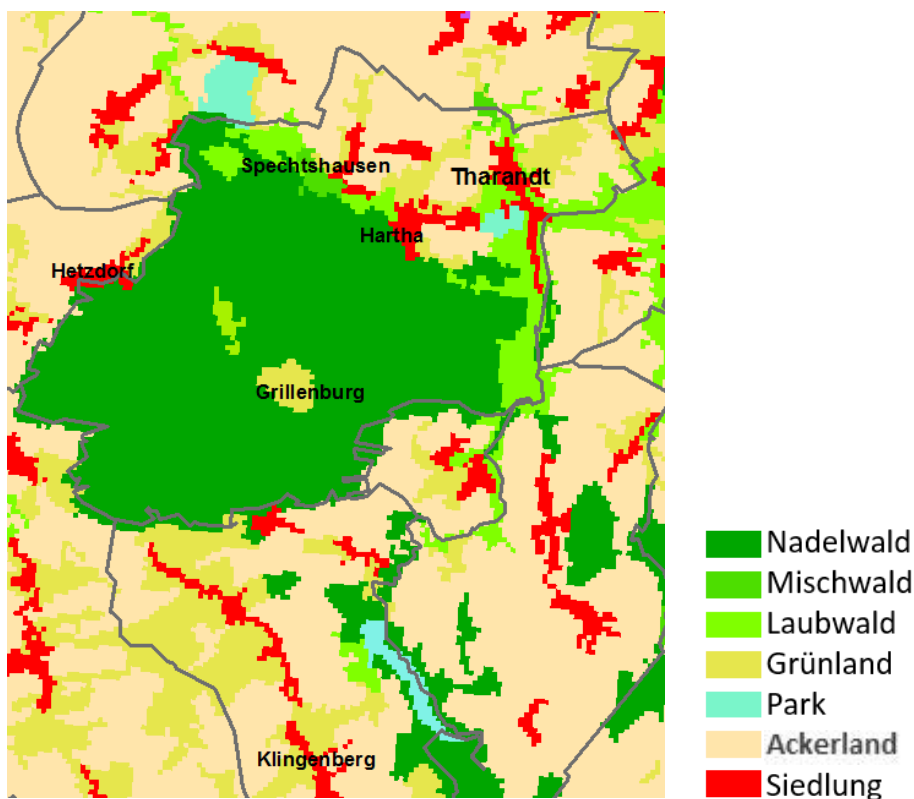 Spechtshausen
Tharandt
Hartha
Hetzdorf
Grillenburg
Klingenberg
Nadelwald
Mischwald
Laubwald
Grünland
Park
Ackerland
Siedlung